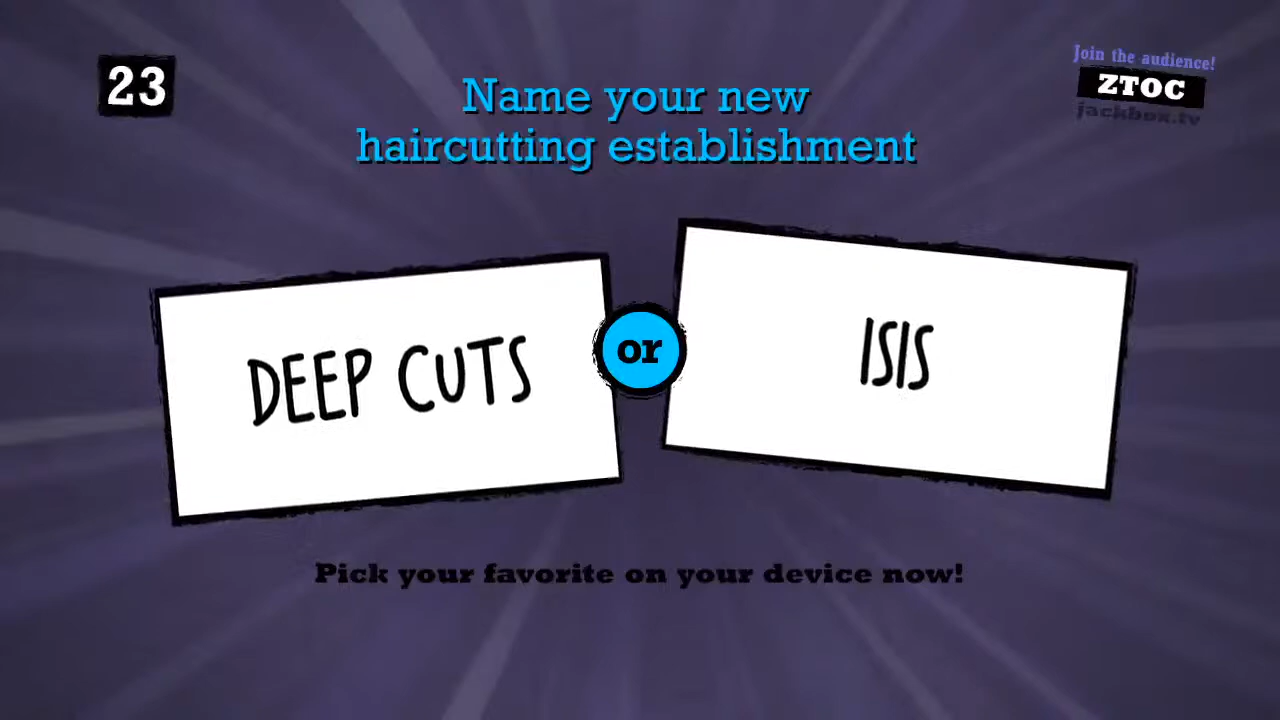 23
Join the audience!
ZTOC
jackbox.tv
Name your new
haircutting establishment
DEEP CUTS
or
ISIS
Pick your favorite on your device now!